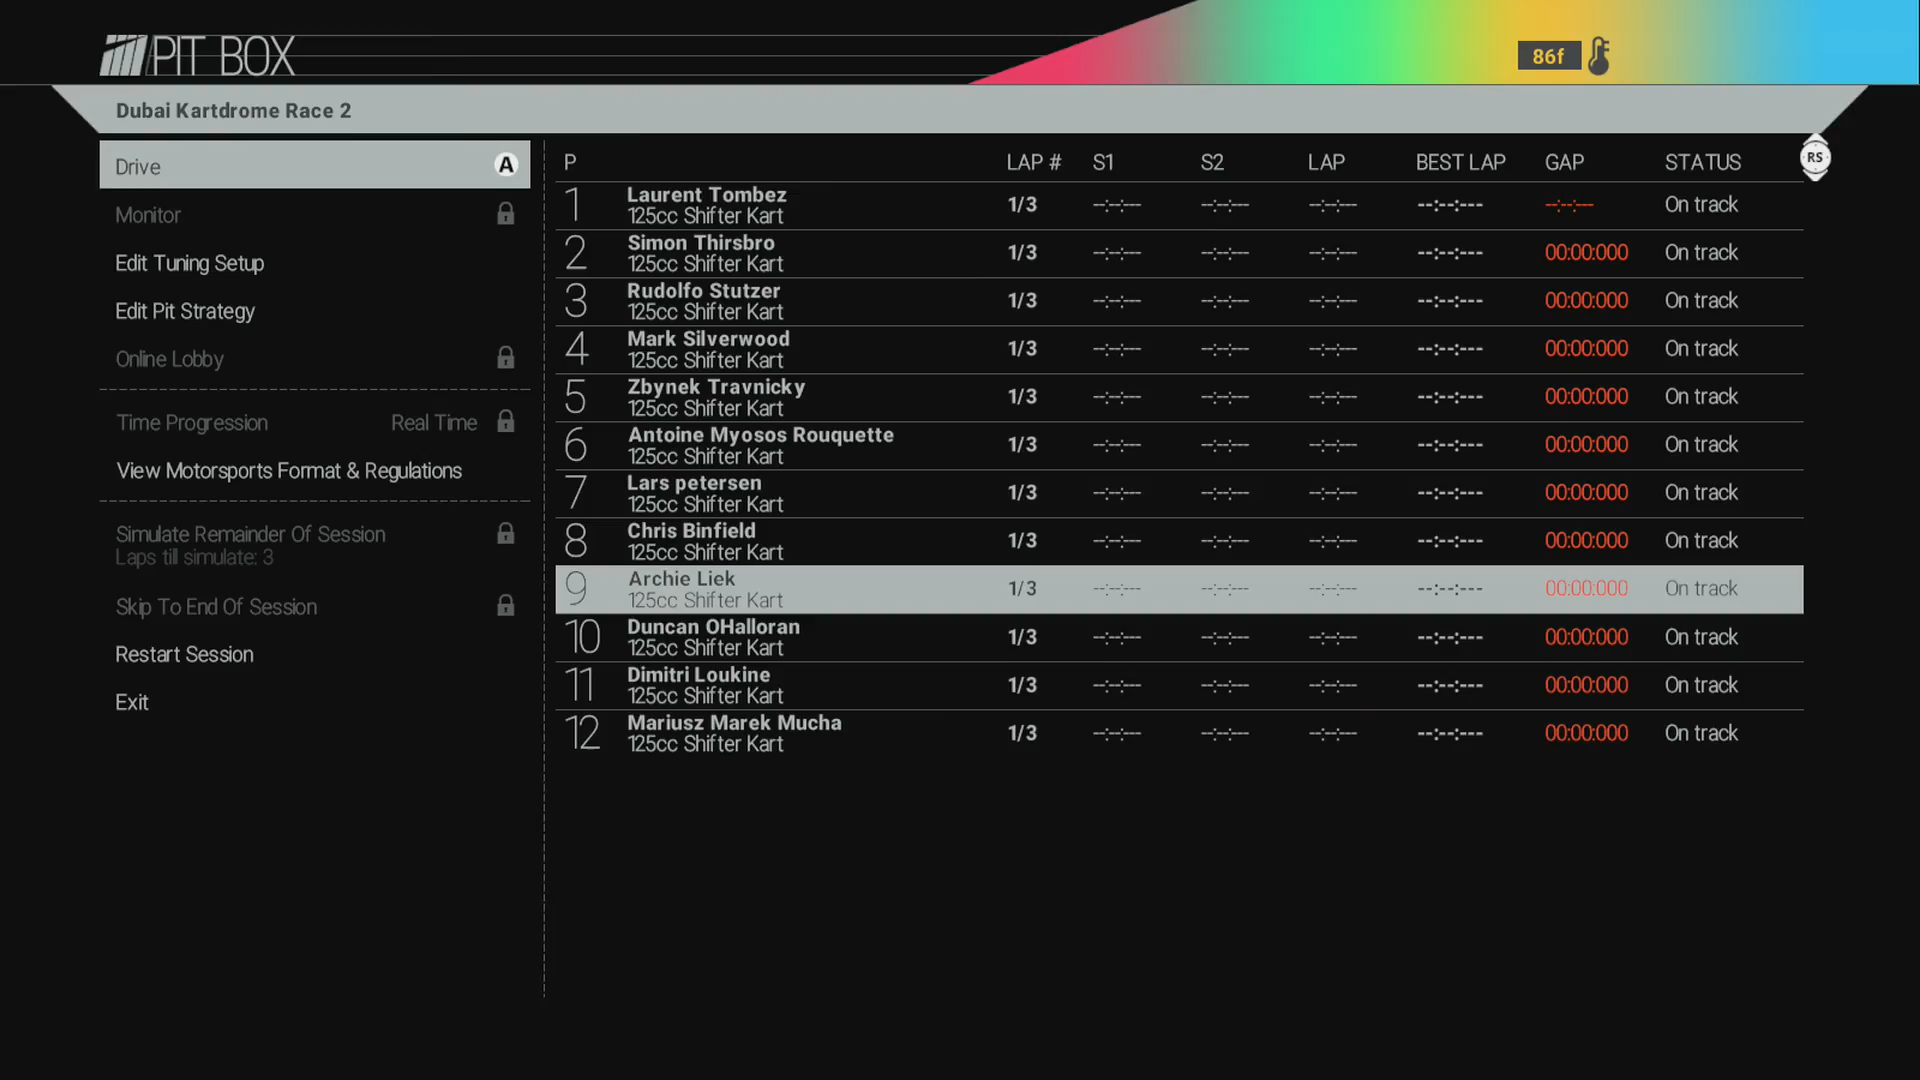 PIT BOX
86f
Dubai Kartdrome Race 2
Drive A
Monitor
Edit Tuning Setup
Edit Pit Strategy
Online Lobby
Time Progression Real Time
View Motorsports Format & Regulations
Simulate Remainder Of Session
Laps till simulate: 3
Skip To End Of Session
Restart Session
Exit
P LAP # S1 S2 LAP BEST LAP GAP STATUS RS
1 Laurent Tombez 1/3 --:--:--- --:--:--- --:--:--- --:--:--- --:--:--- On track
125cc Shifter Kart
2 Simon Thirsbro 1/3 --:--:--- --:--:--- --:--:--- --:--:--- 00:00:000 On track
125cc Shifter Kart
3 Rudolfo Stutzer 1/3 --:--:--- --:--:--- --:--:--- --:--:--- 00:00:000 On track
125cc Shifter Kart
4 Mark Silverwood 1/3 --:--:--- --:--:--- --:--:--- --:--:--- 00:00:000 On track
125cc Shifter Kart
5 Zbynek Travnicky 1/3 --:--:--- --:--:--- --:--:--- --:--:--- 00:00:000 On track
125cc Shifter Kart
6 Antoine Myosos Rouquette 1/3 --:--:--- --:--:--- --:--:--- --:--:--- 00:00:000 On track
125cc Shifter Kart
7 Lars petersen 1/3 --:--:--- --:--:--- --:--:--- --:--:--- 00:00:000 On track
125cc Shifter Kart
8 Chris Binfield 1/3 --:--:--- --:--:--- --:--:--- --:--:--- 00:00:000 On track
125cc Shifter Kart
9 Archie Liek 1/3 --:--:--- --:--:--- --:--:--- --:--:--- 00:00:000 On track
125cc Shifter Kart
10 Duncan OHalloran 1/3 --:--:--- --:--:--- --:--:--- --:--:--- 00:00:000 On track
125cc Shifter Kart
11 Dimitri Loukine 1/3 --:--:--- --:--:--- --:--:--- --:--:--- 00:00:000 On track
125cc Shifter Kart
12 Mariusz Marek Mucha 1/3 --:--:--- --:--:--- --:--:--- --:--:--- 00:00:000 On track
125cc Shifter Kart